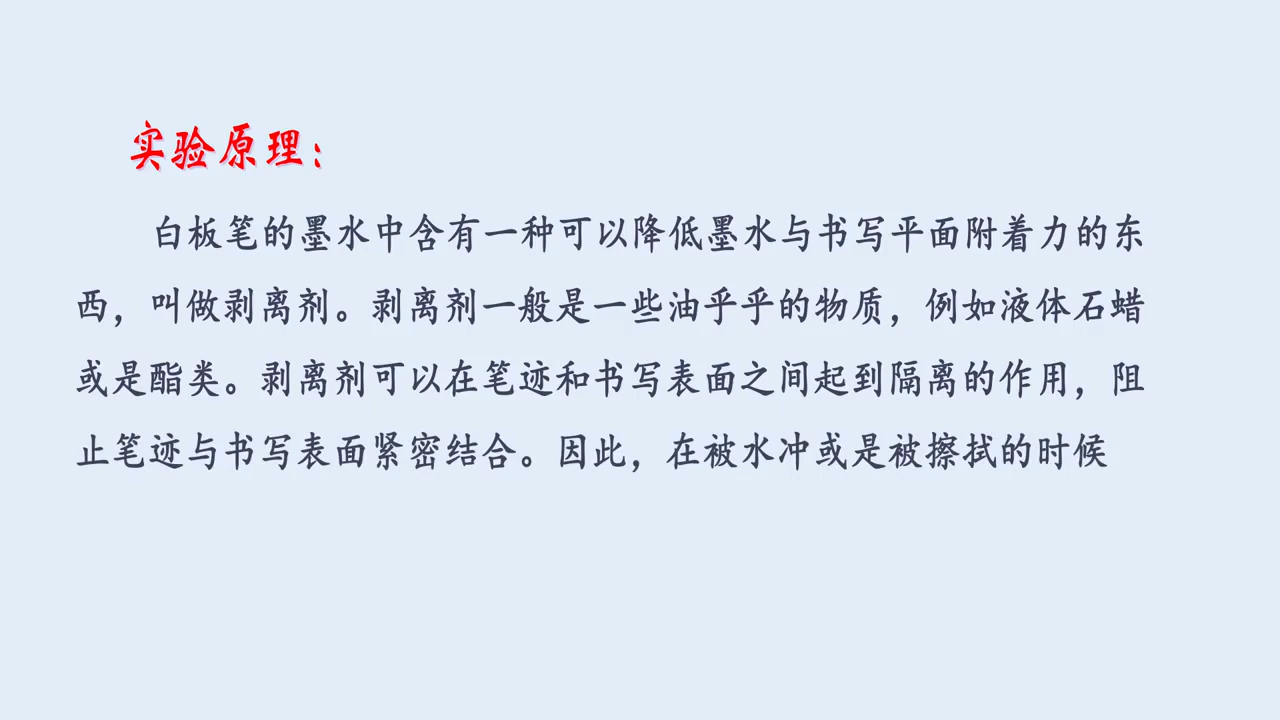 实验原理：
白板笔的墨水中含有一种可以降低墨水与书写平面附着力的东
西，叫做剥离剂。剥离剂一般是一些油乎乎的物质，例如液体石蜡
或是酯类。剥离剂可以在笔迹和书写表面之间起到隔离的作用，阻
止笔迹与书写表面紧密结合。因此，在被水冲或是被擦拭的时候